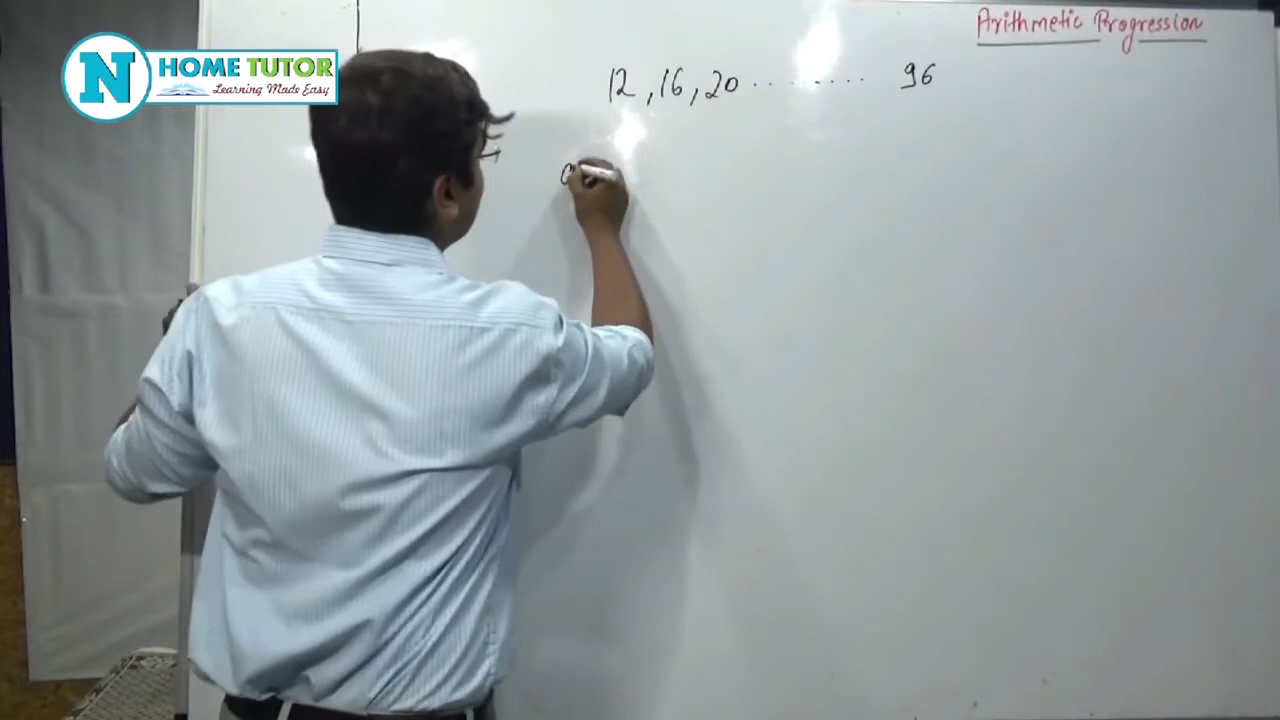 Arithmetic Progression
N HOME TUTOR
Learning Made Easy
12, 16, 20 ......... 96